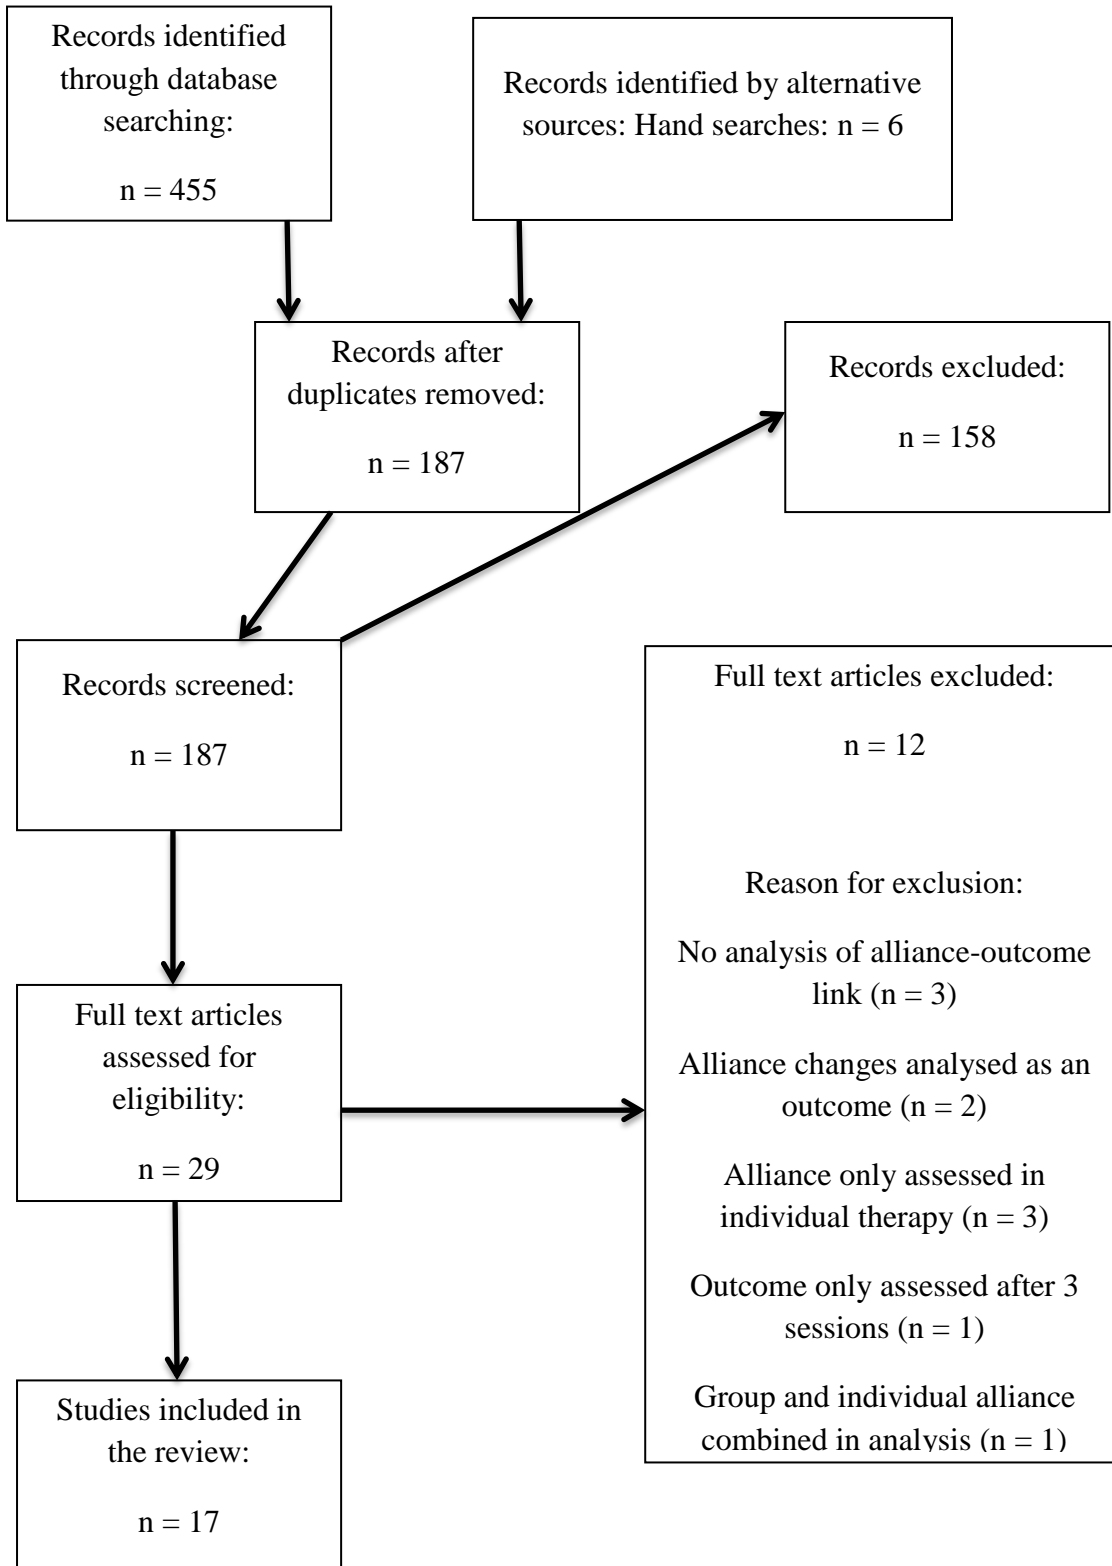 Records identified
through database
searching:
n = 455
Records identified by alternative
sources: Hand searches: n = 6
Records after
duplicates removed:
n = 187
Records excluded:
n = 158
Records screened:
n = 187
Full text articles excluded:
n = 12
Reason for exclusion:
No analysis of alliance-outcome
link (n = 3)
Alliance changes analysed as an
outcome (n = 2)
Alliance only assessed in
individual therapy (n = 3)
Outcome only assessed after 3
sessions (n = 1)
Group and individual alliance
combined in analysis (n = 1)
Full text articles
assessed for
eligibility:
n = 29
Studies included in
the review:
n = 17